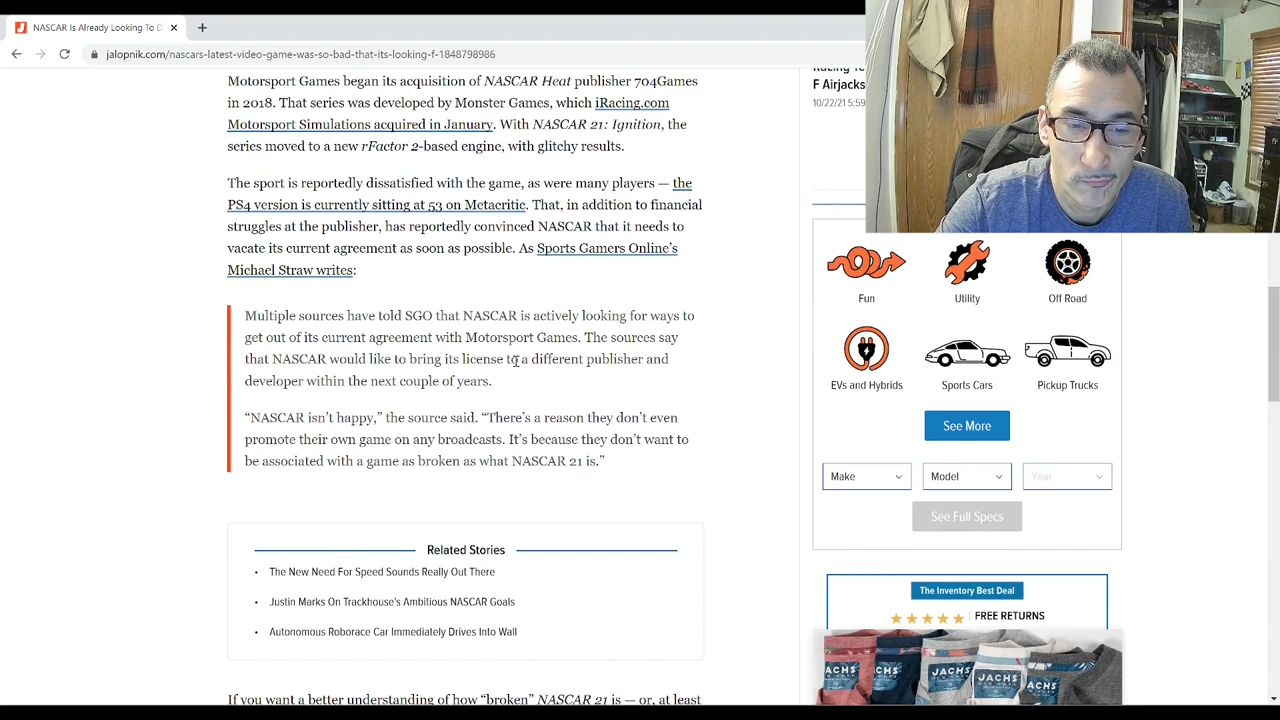 NASCAR Is Already Looking To D
jalopnik.com/nascars-latest-video-game-was-so-bad-that-its-looking-f-1848798986
Motorsport Games began its acquisition of NASCAR Heat publisher 704Games
in 2018. That series was developed by Monster Games, which iRacing.com
Motorsport Simulations acquired in January. With NASCAR 21: Ignition, the
series moved to a new rFactor 2-based engine, with glitchy results.
The sport is reportedly dissatisfied with the game, as were many players — the
PS4 version is currently sitting at 53 on Metacritic. That, in addition to financial
struggles at the publisher, has reportedly convinced NASCAR that it needs to
vacate its current agreement as soon as possible. As Sports Gamers Online’s
Michael Straw writes:
Multiple sources have told SGO that NASCAR is actively looking for ways to
get out of its current agreement with Motorsport Games. The sources say
that NASCAR would like to bring its license to a different publisher and
developer within the next couple of years.
“NASCAR isn’t happy,” the source said. “There’s a reason they don’t even
promote their own game on any broadcasts. It’s because they don’t want to
be associated with a game as broken as what NASCAR 21 is.”
Related Stories
• The New Need For Speed Sounds Really Out There
• Justin Marks On Trackhouse's Ambitious NASCAR Goals
• Autonomous Roborace Car Immediately Drives Into Wall
If you want a better understanding of how “broken” NASCAR 21 is — or, at least
F Airjacks
10/22/21 5:59
Fun
Utility
Off Road
EVs and Hybrids
Sports Cars
Pickup Trucks
See More
Make
Model
Year
See Full Specs
The Inventory Best Deal
FREE RETURNS
JACHS
JACHS
JACHS
JACHS
JACHS